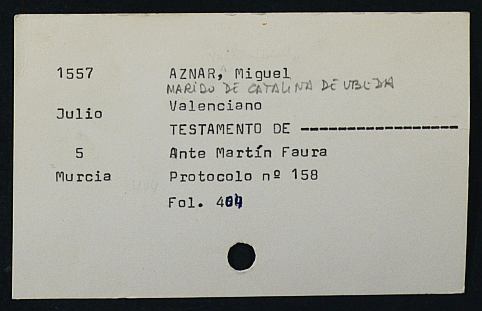 1557 AZNAR, Miguel
MARIDO DE CATALINA DE UBEDA
Julio Valenciano
TESTAMENTO DE -----------------
5 Ante Martín Faura
Murcia Protocolo nº 158
Fol.